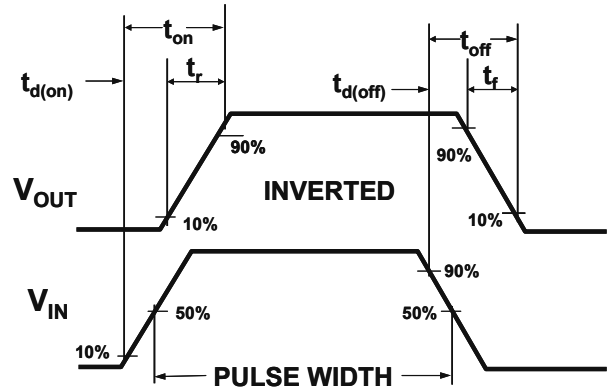 t_on
t_off
t_d(on)
t_r
t_d(off)
t_f
90%
90%
V_OUT
INVERTED
10%
10%
90%
V_IN
50%
50%
10%
PULSE WIDTH